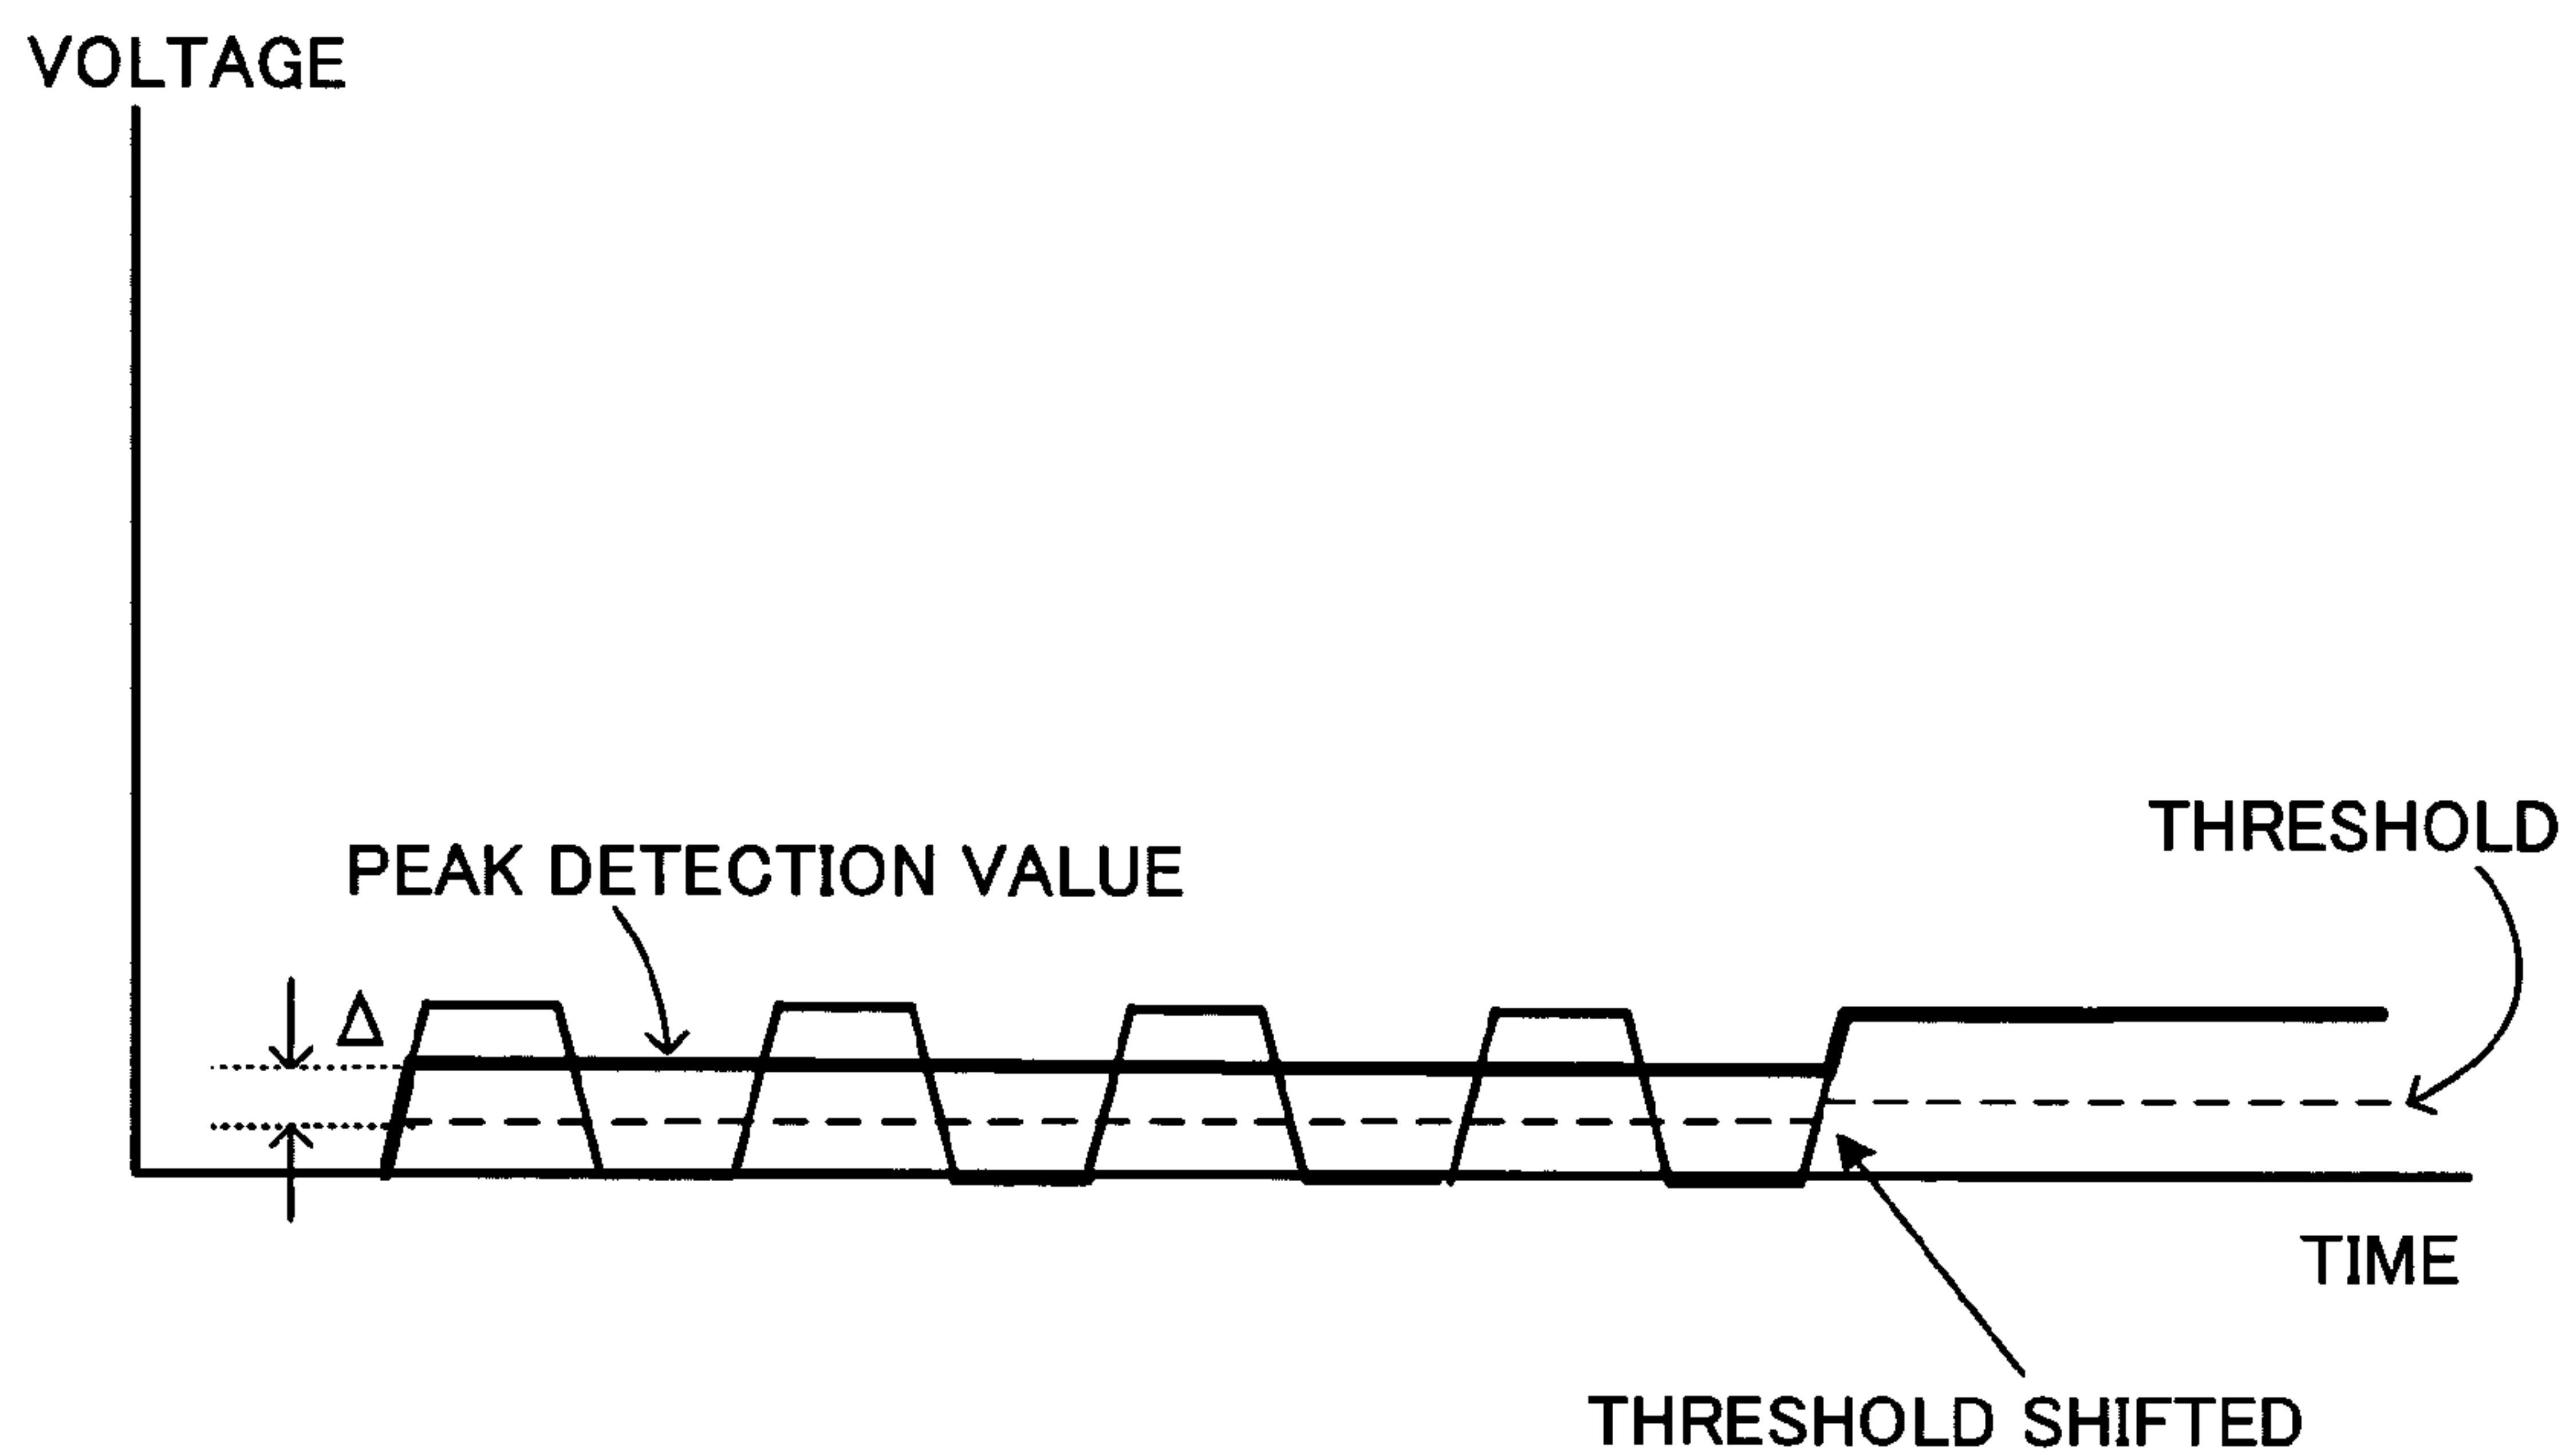 VOLTAGE
THRESHOLD
PEAK DETECTION VALUE
Δ
TIME
THRESHOLD SHIFTED